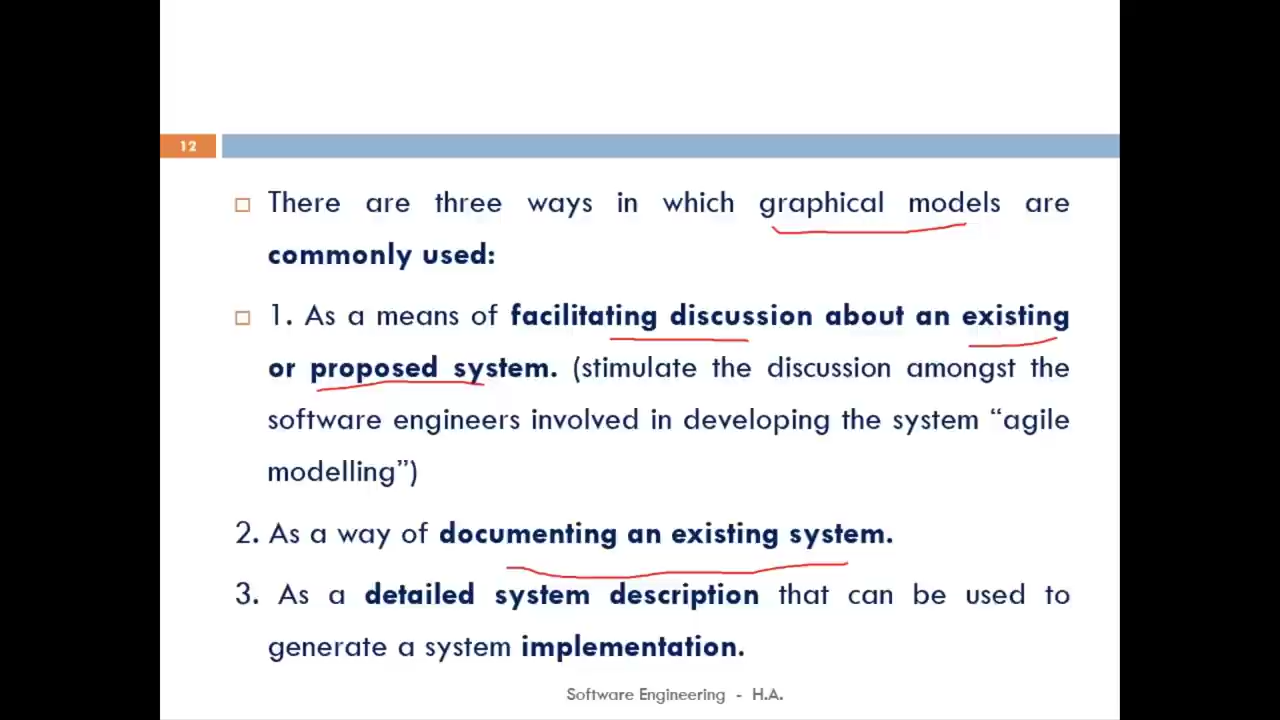 12
There are three ways in which graphical models are
commonly used:
1. As a means of facilitating discussion about an existing
or proposed system. (stimulate the discussion amongst the
software engineers involved in developing the system “agile
modelling”)
2. As a way of documenting an existing system.
3. As a detailed system description that can be used to
generate a system implementation.
Software Engineering - H.A.